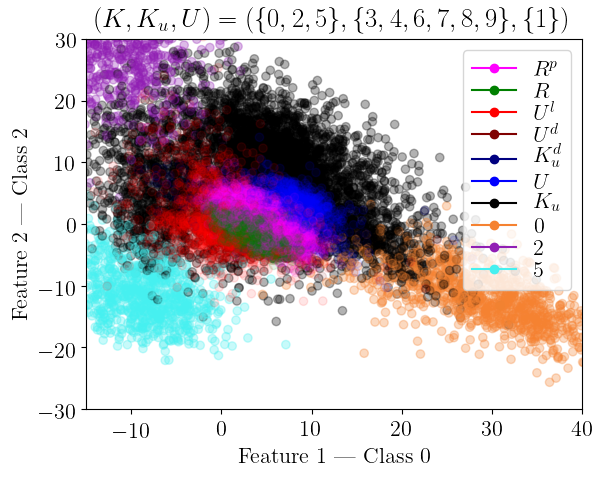 (K, K_u, U) = ({0, 2, 5}, {3, 4, 6, 7, 8, 9}, {1})
30
20
10
0
−10
−20
−30
Feature 2 — Class 2
R^p
R
U^l
U^d
K_u^d
U
K_u
0
2
5
−10
0
10
20
30
40
Feature 1 — Class 0